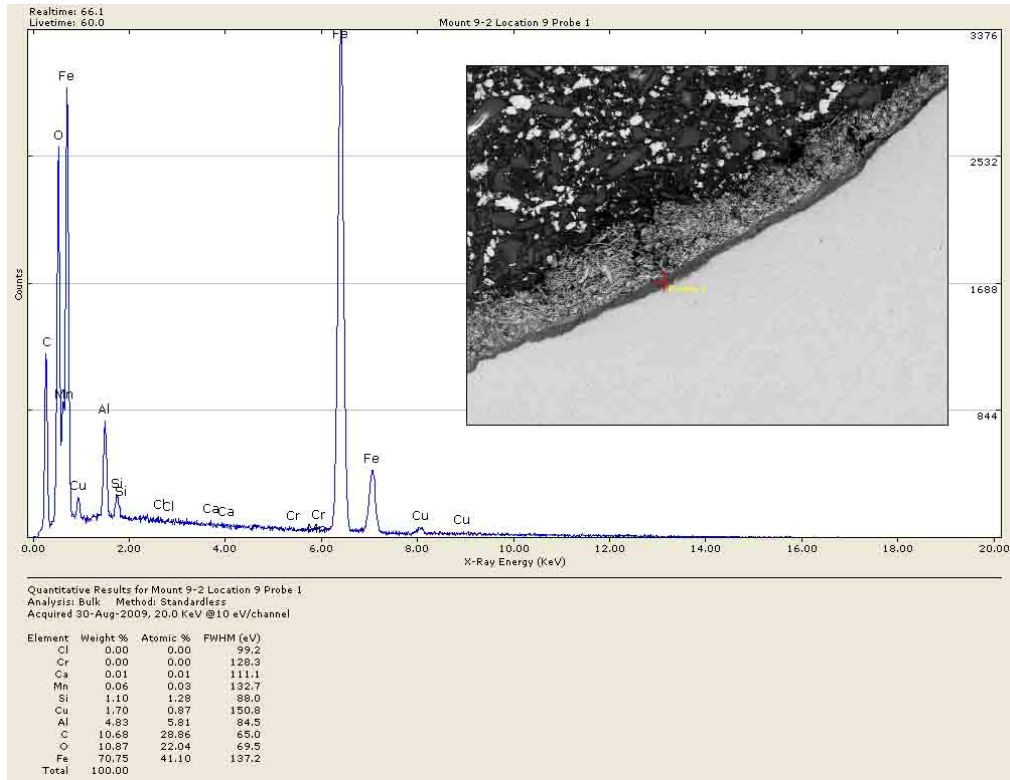 Realtime: 66.1
Livetime: 60.0
Mount 9-2 Location 9 Probe 1
Fe
3376
Fe
O
2532
C
Counts
1688
Mn
Al
844
Cu
Si
Si
Cl
Cl
Ca
Ca
Cr
Cr
Mn
Fe
Cu
Cu
0.00 2.00 4.00 6.00 8.00 10.00 12.00 14.00 16.00 18.00 20.00
X-Ray Energy (KeV)
Quantitative Results for Mount 9-2 Location 9 Probe 1
Analysis: Bulk Method: Standardless
Acquired 30-Aug-2009, 20.0 KeV @10 eV/channel
Element Weight % Atomic % FWHM (eV)
Cl 0.00 0.00 99.2
Cr 0.00 0.00 128.3
Ca 0.01 0.01 111.1
Mn 0.06 0.03 132.7
Si 1.10 1.28 88.0
Cu 1.70 0.87 150.8
Al 4.83 5.81 84.5
C 10.68 28.86 65.0
O 10.87 22.04 69.5
Fe 70.75 41.10 137.2
Total 100.00